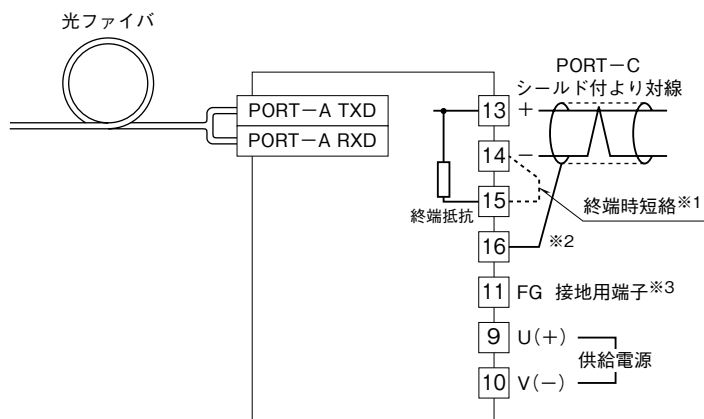 光ファイバ
PORT−A TXD
PORT−A RXD
PORT−C
シールド付より対線
13 +
14 −
15
終端抵抗
終端時短絡※1
16
※2
11 FG 接地用端子※3
9 U(+)
供給電源
10 V(−)